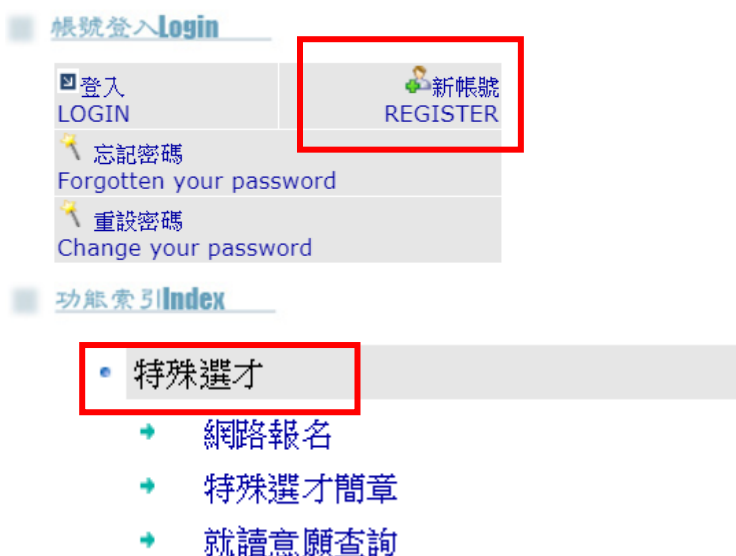 帳號登入Login
登入 新帳號
LOGIN REGISTER
忘記密碼
Forgotten your password
重設密碼
Change your password
功能索引Index
特殊選才
網路報名
特殊選才簡章
就讀意願查詢